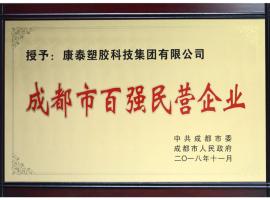 授予：康泰塑胶科技集团有限公司
成都市百强民营企业
中共成都市委
成都市人民政府
二〇一八年十一月